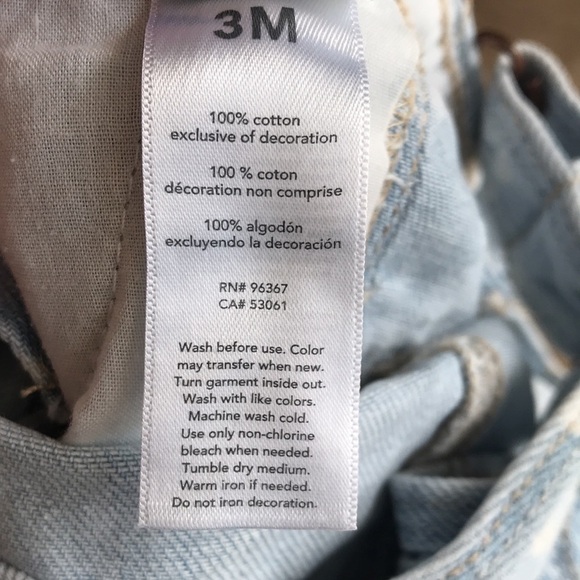 3M
100% cotton
exclusive of decoration
100 % coton
décoration non comprise
100% algodón
excluyendo la decoración
RN# 96367
CA# 53061
Wash before use. Color
may transfer when new.
Turn garment inside out.
Wash with like colors.
Machine wash cold.
Use only non-chlorine
bleach when needed.
Tumble dry medium.
Warm iron if needed.
Do not iron decoration.